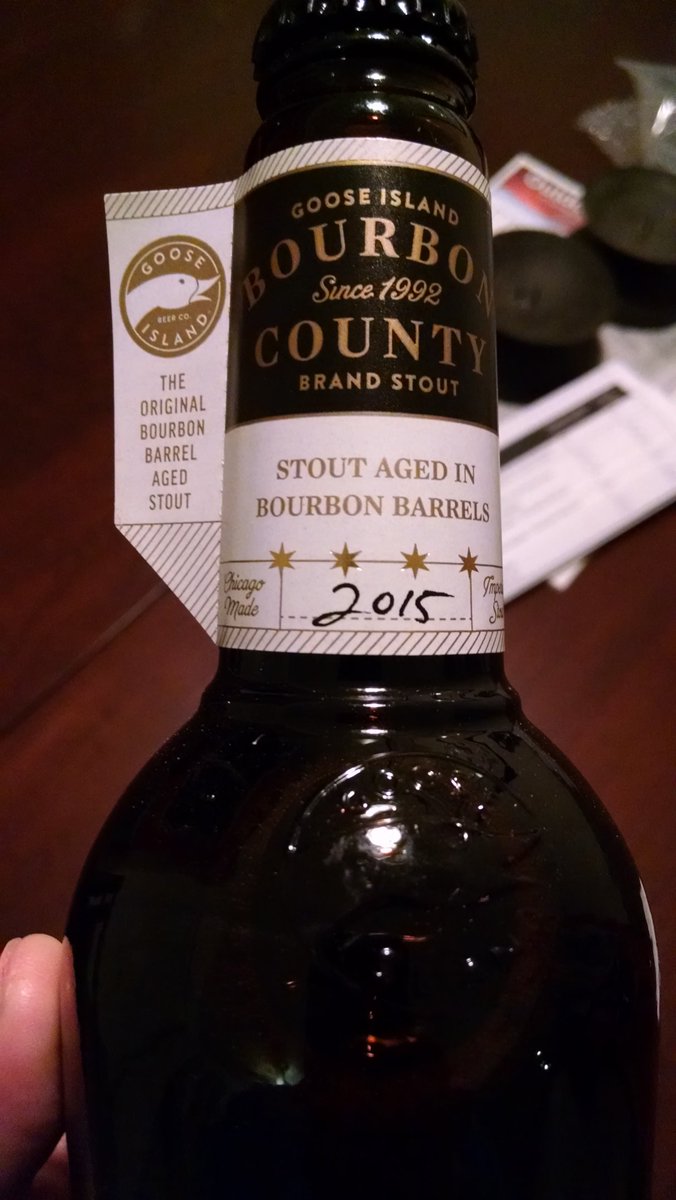 GOOSE ISLAND
BOURBON
Since 1992
COUNTY
BRAND STOUT
STOUT AGED IN
BOURBON BARRELS
Chicago
Made
2015
GOOSE
BEER CO.
ISLAND
THE
ORIGINAL
BOURBON
BARREL
AGED
STOUT